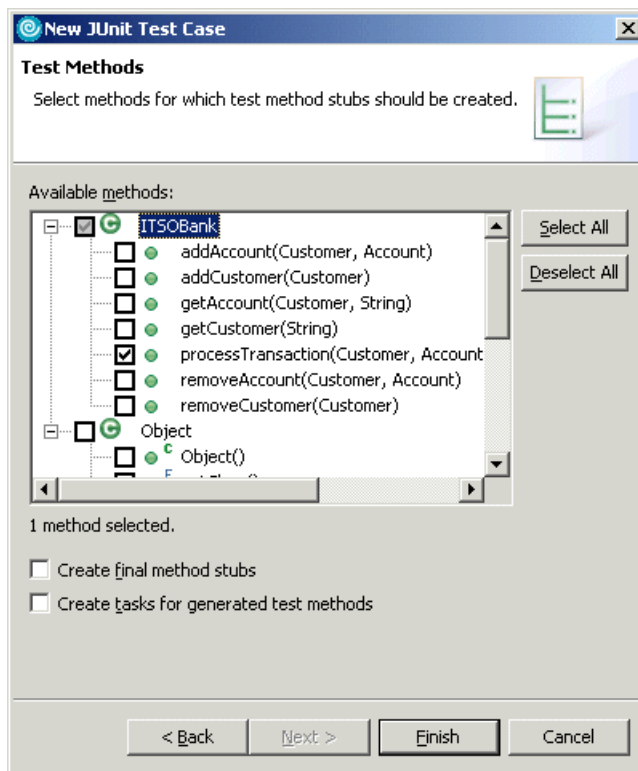 New JUnit Test Case
Test Methods
Select methods for which test method stubs should be created.
Available methods:
ITSOBank
addAccount(Customer, Account)
addCustomer(Customer)
getAccount(Customer, String)
getCustomer(String)
processTransaction(Customer, Account
removeAccount(Customer, Account)
removeCustomer(Customer)
Object
C Object()
Select All
Deselect All
1 method selected.
Create final method stubs
Create tasks for generated test methods
< Back
Next >
Finish
Cancel